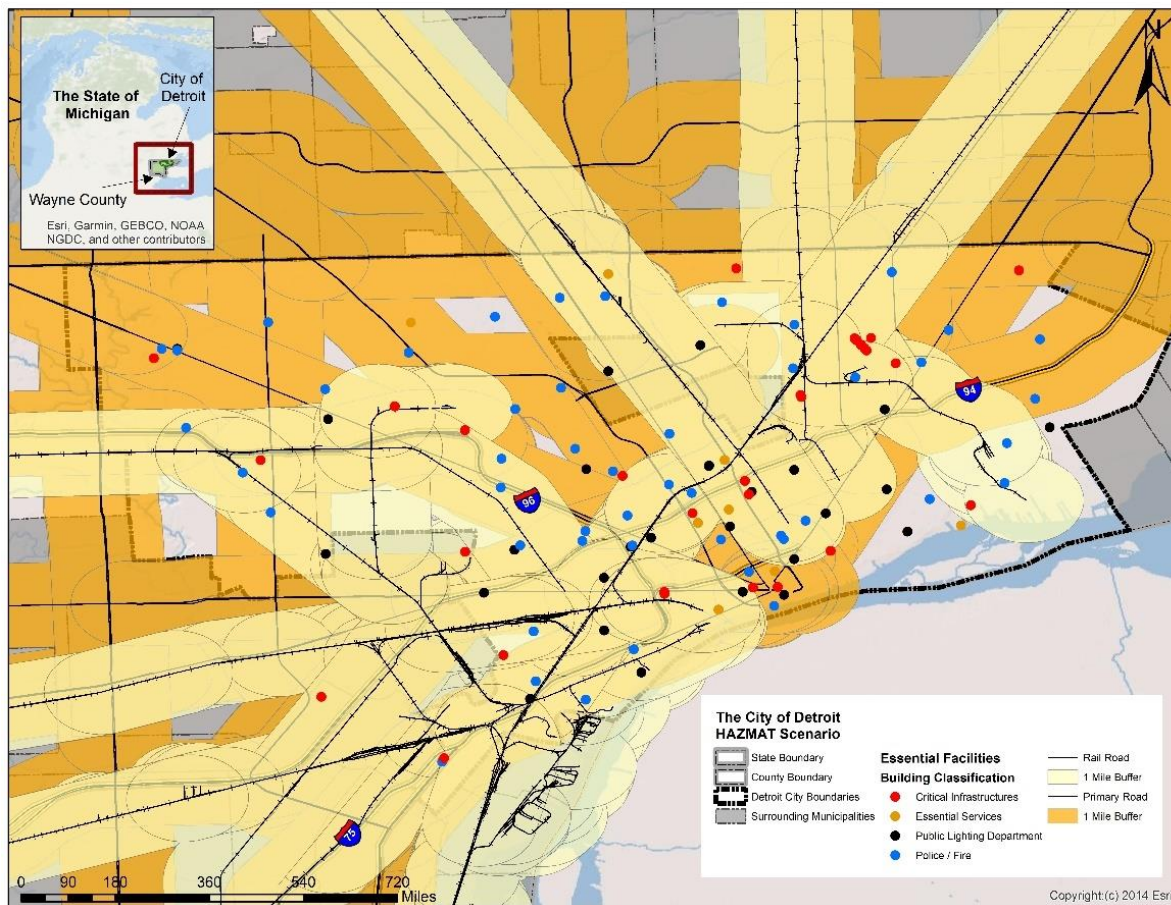 City of
Detroit
The State of
Michigan
Wayne County
Esri, Garmin, GEBCO, NOAA
NGDC, and other contributors
N
94
96
75
The City of Detroit
HAZMAT Scenario
State Boundary
County Boundary
Detroit City Boundaries
Surrounding Municipalities
Essential Facilities
Building Classification
Critical Infrastructures
Essential Services
Public Lighting Department
Police / Fire
Rail Road
1 Mile Buffer
Primary Road
1 Mile Buffer
0 90 180 360 540 720
Miles
Copyright:(c) 2014 Esri